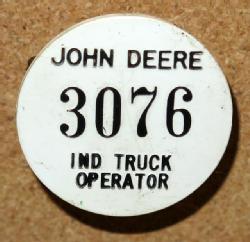 JOHN DEERE
3076
IND TRUCK
OPERATOR